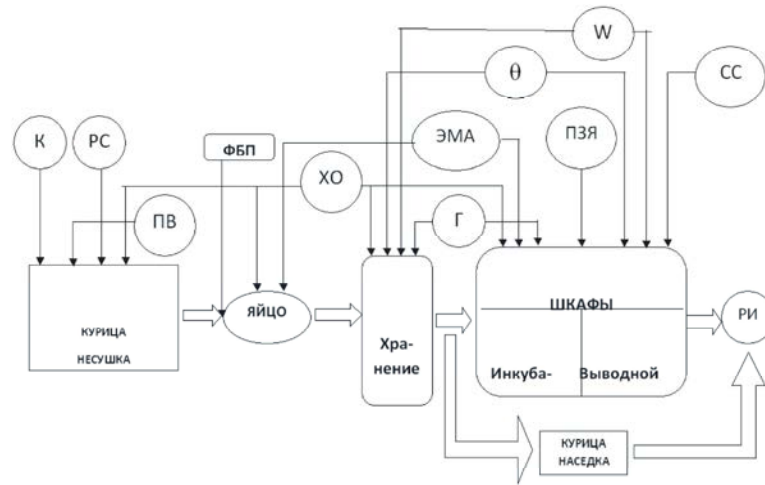 W
θ
СС
ЭМА
ПЗЯ
К
РС
ФБП
ХО
ПВ
Г
ШКАФЫ
ЯЙЦО
РИ
КУРИЦА
НЕСУШКА
Хра-
нение
Инкуба-
Выводной
КУРИЦА
НАСЕДКА